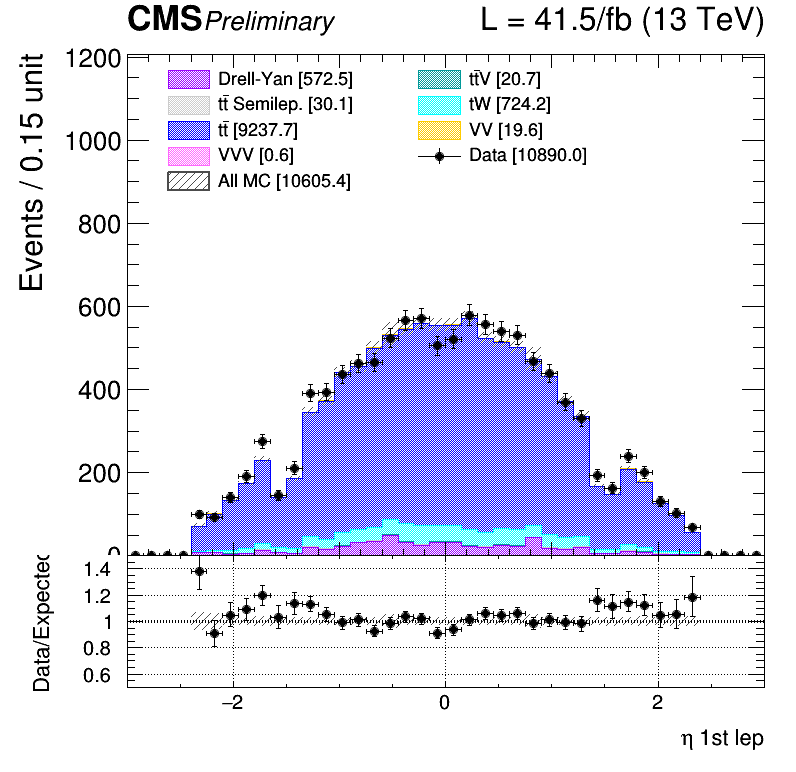 CMS Preliminary L = 41.5/fb (13 TeV)
Events / 0.15 unit
1200
1000
800
600
400
200
0
Drell-Yan [572.5]
tt̅ Semilep. [30.1]
tt̅ [9237.7]
VVV [0.6]
All MC [10605.4]
tt̅V [20.7]
tW [724.2]
VV [19.6]
Data [10890.0]
Data/Expected
1.4
1.2
1
0.8
0.6
−2 0 2
η 1st lep